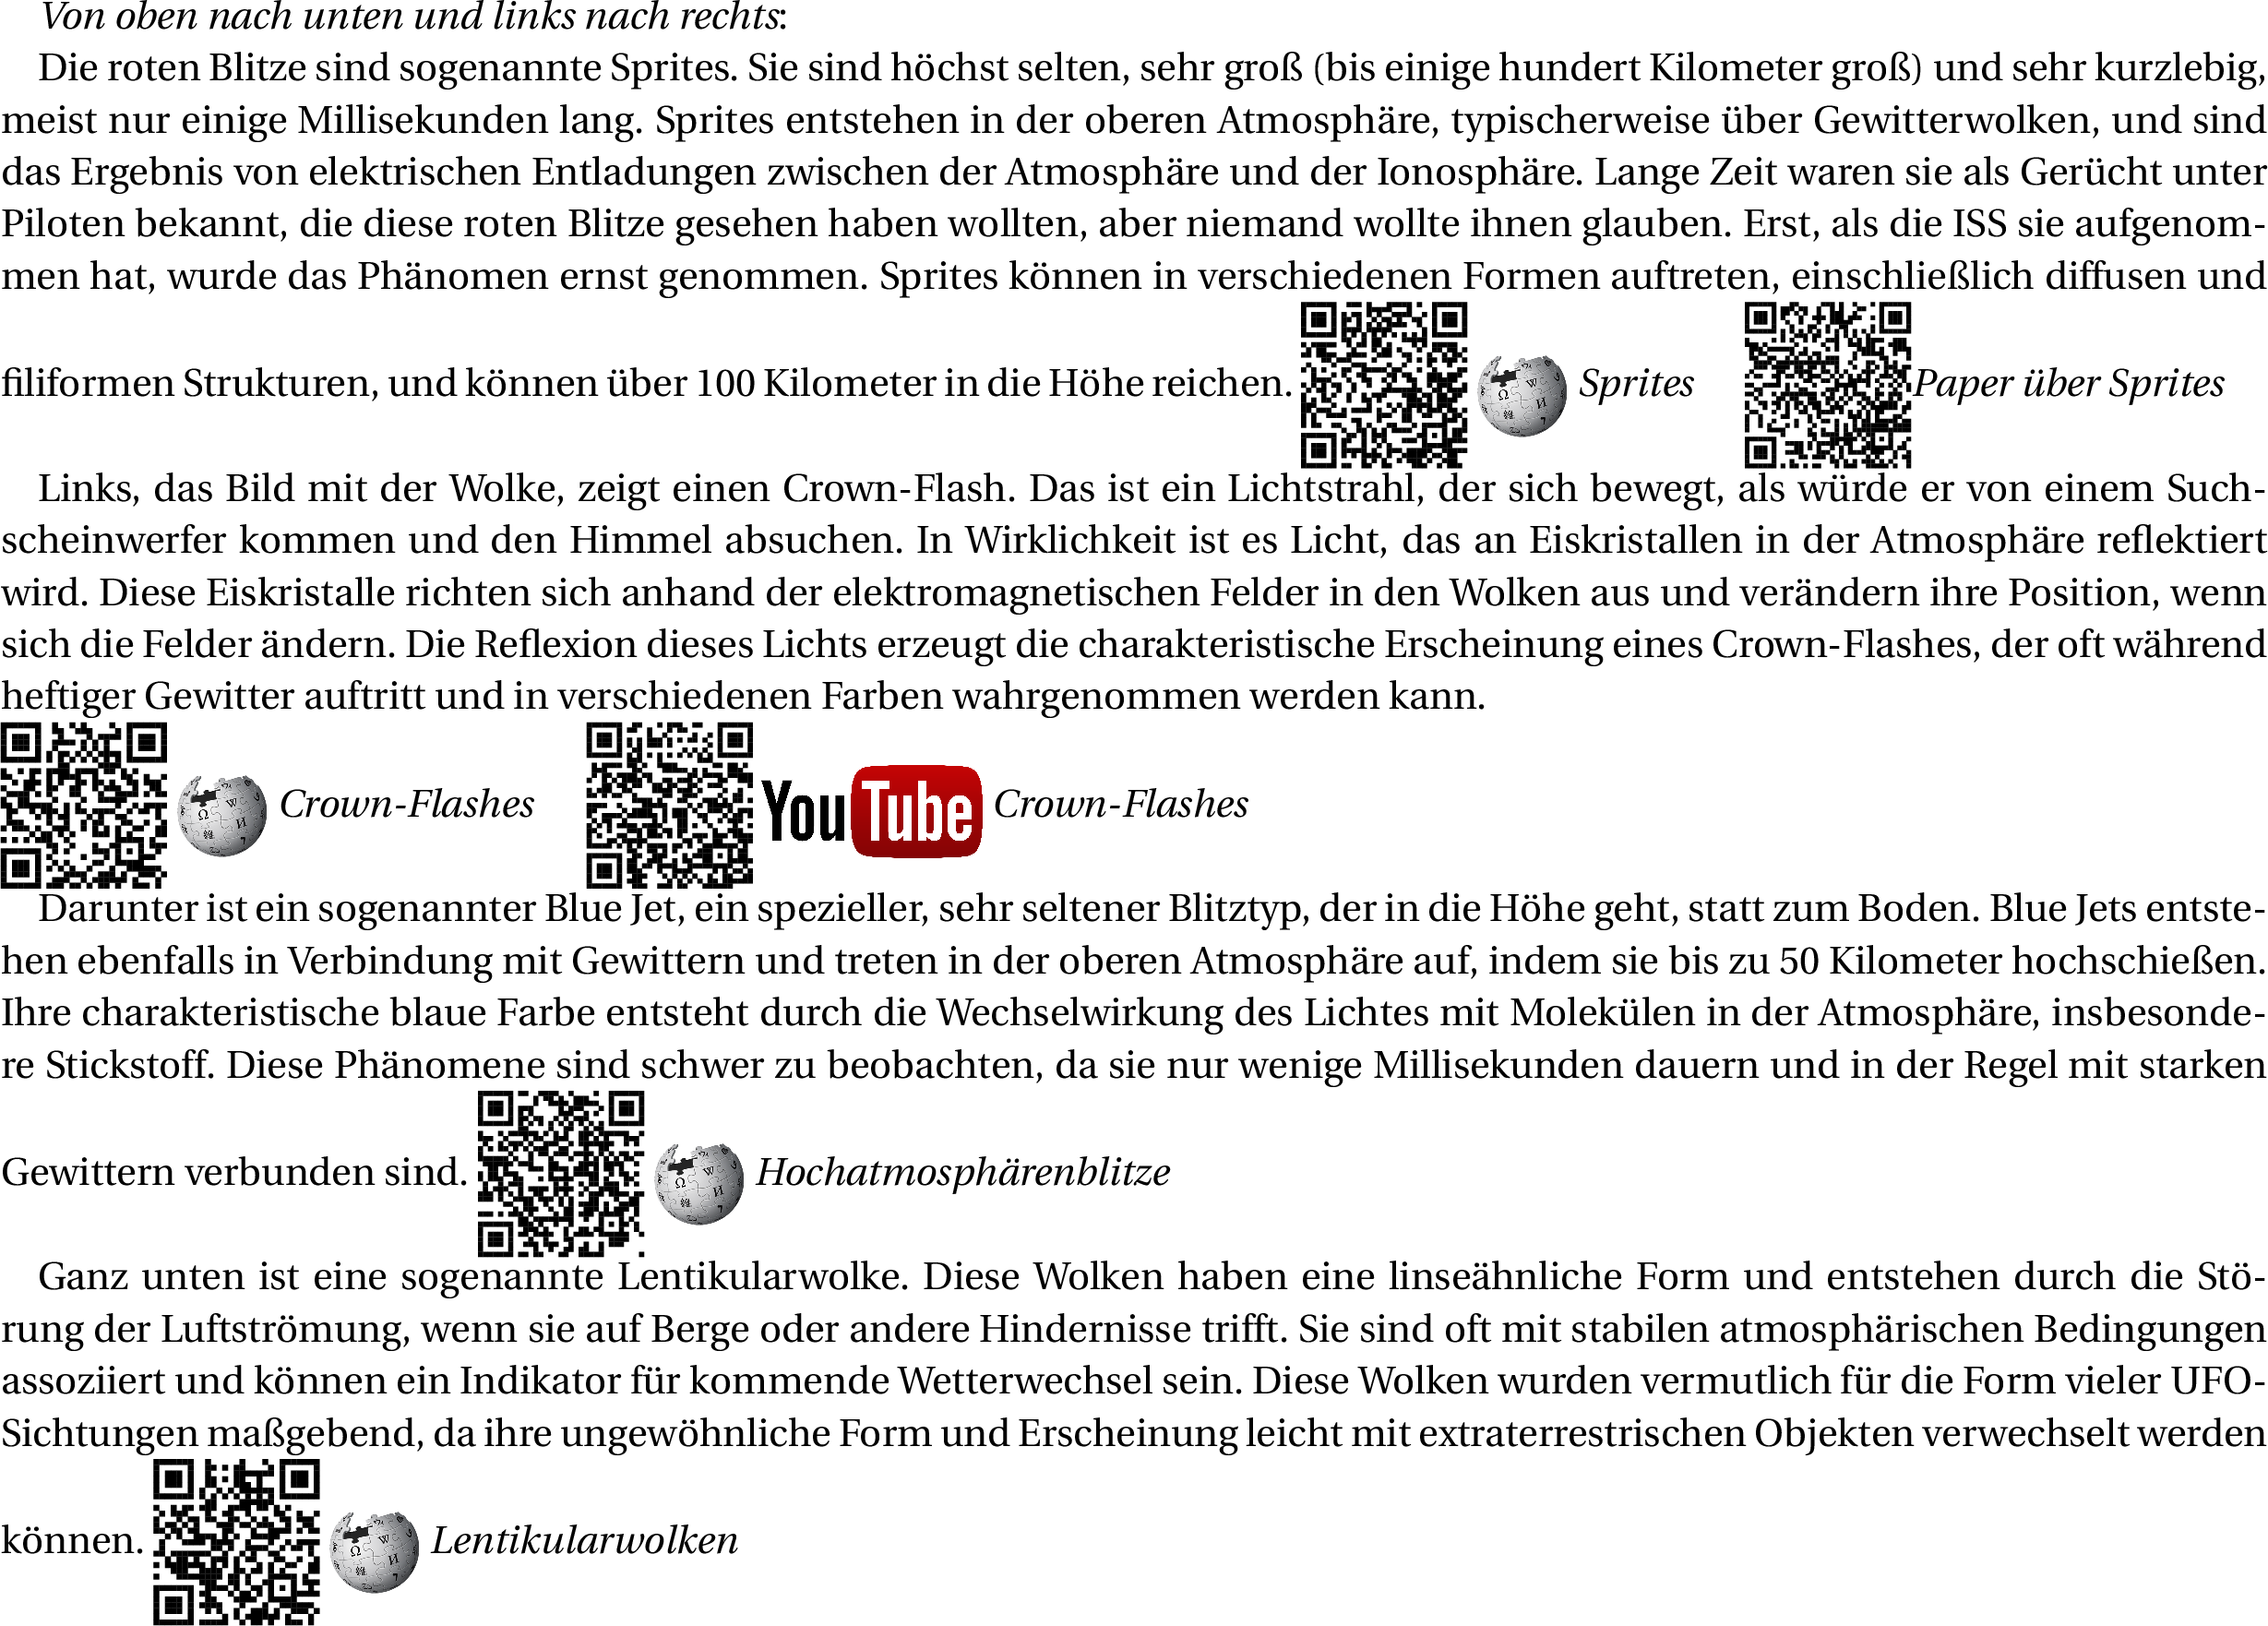 Von oben nach unten und links nach rechts:
Die roten Blitze sind sogenannte Sprites. Sie sind höchst selten, sehr groß (bis einige hundert Kilometer groß) und sehr kurzlebig,
meist nur einige Millisekunden lang. Sprites entstehen in der oberen Atmosphäre, typischerweise über Gewitterwolken, und sind
das Ergebnis von elektrischen Entladungen zwischen der Atmosphäre und der Ionosphäre. Lange Zeit waren sie als Gerücht unter
Piloten bekannt, die diese roten Blitze gesehen haben wollten, aber niemand wollte ihnen glauben. Erst, als die ISS sie aufgenom-
men hat, wurde das Phänomen ernst genommen. Sprites können in verschiedenen Formen auftreten, einschließlich diffusen und
filiformen Strukturen, und können über 100 Kilometer in die Höhe reichen. Sprites Paper über Sprites
Links, das Bild mit der Wolke, zeigt einen Crown-Flash. Das ist ein Lichtstrahl, der sich bewegt, als würde er von einem Such-
scheinwerfer kommen und den Himmel absuchen. In Wirklichkeit ist es Licht, das an Eiskristallen in der Atmosphäre reflektiert
wird. Diese Eiskristalle richten sich anhand der elektromagnetischen Felder in den Wolken aus und verändern ihre Position, wenn
sich die Felder ändern. Die Reflexion dieses Lichts erzeugt die charakteristische Erscheinung eines Crown-Flashes, der oft während
heftiger Gewitter auftritt und in verschiedenen Farben wahrgenommen werden kann.
Crown-Flashes YouTube Crown-Flashes
Darunter ist ein sogenannter Blue Jet, ein spezieller, sehr seltener Blitztyp, der in die Höhe geht, statt zum Boden. Blue Jets entste-
hen ebenfalls in Verbindung mit Gewittern und treten in der oberen Atmosphäre auf, indem sie bis zu 50 Kilometer hochschießen.
Ihre charakteristische blaue Farbe entsteht durch die Wechselwirkung des Lichtes mit Molekülen in der Atmosphäre, insbesonde-
re Stickstoff. Diese Phänomene sind schwer zu beobachten, da sie nur wenige Millisekunden dauern und in der Regel mit starken
Gewittern verbunden sind. Hochatmosphärenblitze
Ganz unten ist eine sogenannte Lentikularwolke. Diese Wolken haben eine linseähnliche Form und entstehen durch die Stö-
rung der Luftströmung, wenn sie auf Berge oder andere Hindernisse trifft. Sie sind oft mit stabilen atmosphärischen Bedingungen
assoziiert und können ein Indikator für kommende Wetterwechsel sein. Diese Wolken wurden vermutlich für die Form vieler UFO-
Sichtungen maßgebend, da ihre ungewöhnliche Form und Erscheinung leicht mit extraterrestrischen Objekten verwechselt werden
können. Lentikularwolken